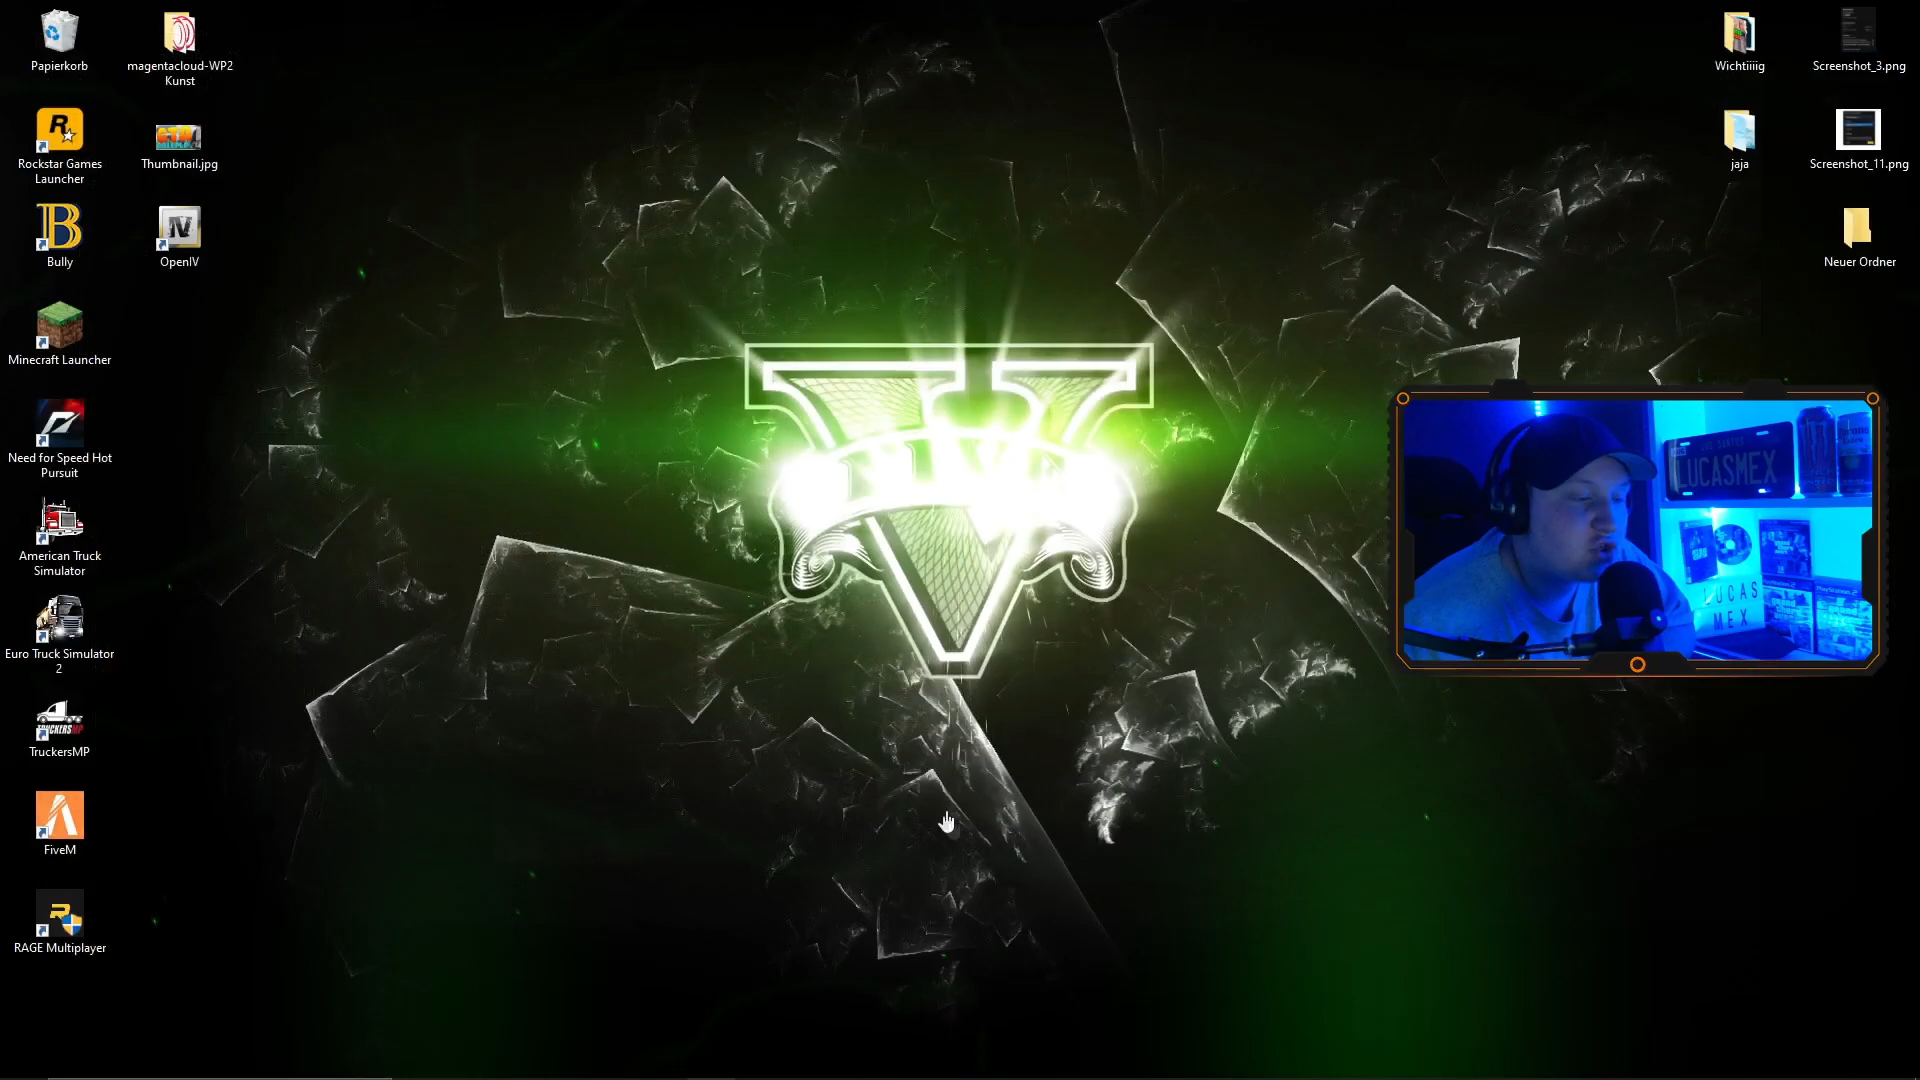 Papierkorb
magentacloud-WP2
Kunst
Rockstar Games
Launcher
Thumbnail.jpg
Bully
OpenIV
Minecraft Launcher
Need for Speed Hot
Pursuit
American Truck
Simulator
Euro Truck Simulator
2
TruckersMP
FiveM
RAGE Multiplayer
Wichtiiiig
Screenshot_3.png
jaja
Screenshot_11.png
Neuer Ordner
LUCASMEX
LUCAS
MEX